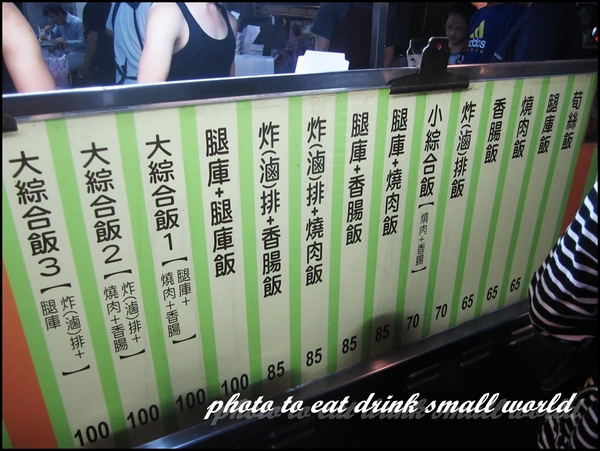 筍絲飯
腿庫飯 65
燒肉飯 65
香腸飯 65
炸(滷)排飯 70
小綜合飯【燒肉+香腸】 70
腿庫+燒肉飯 85
腿庫+香腸飯 85
炸(滷)排+燒肉飯 85
炸(滷)排+香腸飯 85
腿庫+腿庫飯 100
大綜合飯1【腿庫+
燒肉+香腸】 100
大綜合飯2【炸(滷)排+
燒肉+香腸】 100
大綜合飯3【炸(滷)排+
腿庫】 100
adidas
photo to eat drink small world